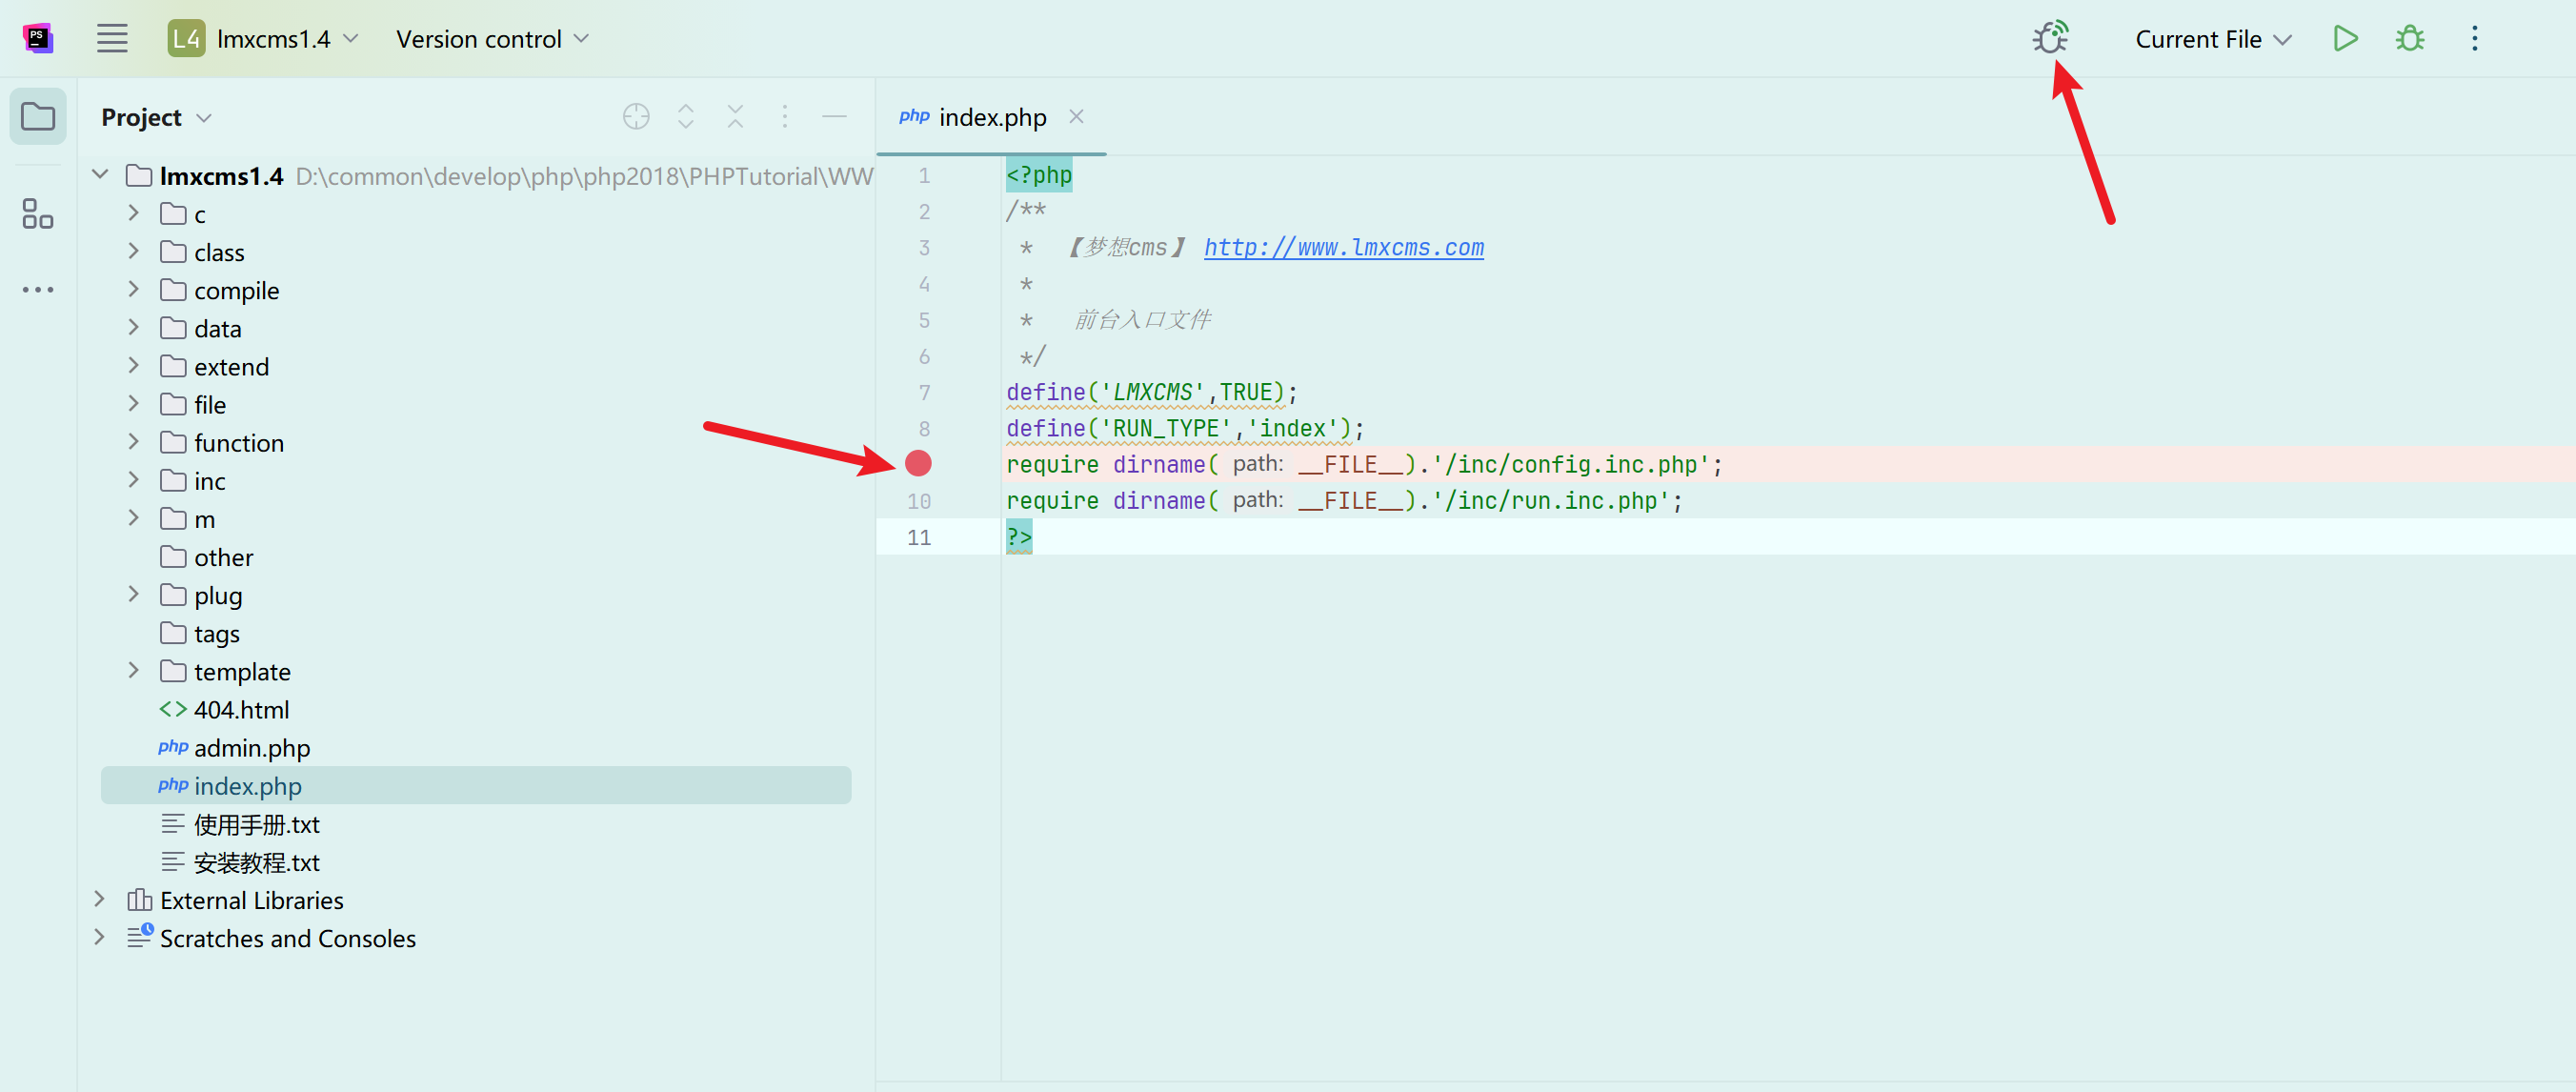 PS
L4 lmxcms1.4 Version control Current File
Project
index.php
lmxcms1.4 D:\common\develop\php\php2018\PHPTutorial\WW
c
class
compile
data
extend
file
function
inc
m
other
plug
tags
template
404.html
php admin.php
php index.php
使用手册.txt
安装教程.txt
External Libraries
Scratches and Consoles
php index.php
1 <?php
2 /**
3 * 【梦想cms】 http://www.lmxcms.com
4 *
5 * 前台入口文件
6 */
7 define('LMXCMS',TRUE);
8 define('RUN_TYPE','index');
require dirname( path: __FILE__).'/inc/config.inc.php';
10 require dirname( path: __FILE__).'/inc/run.inc.php';
11 ?>